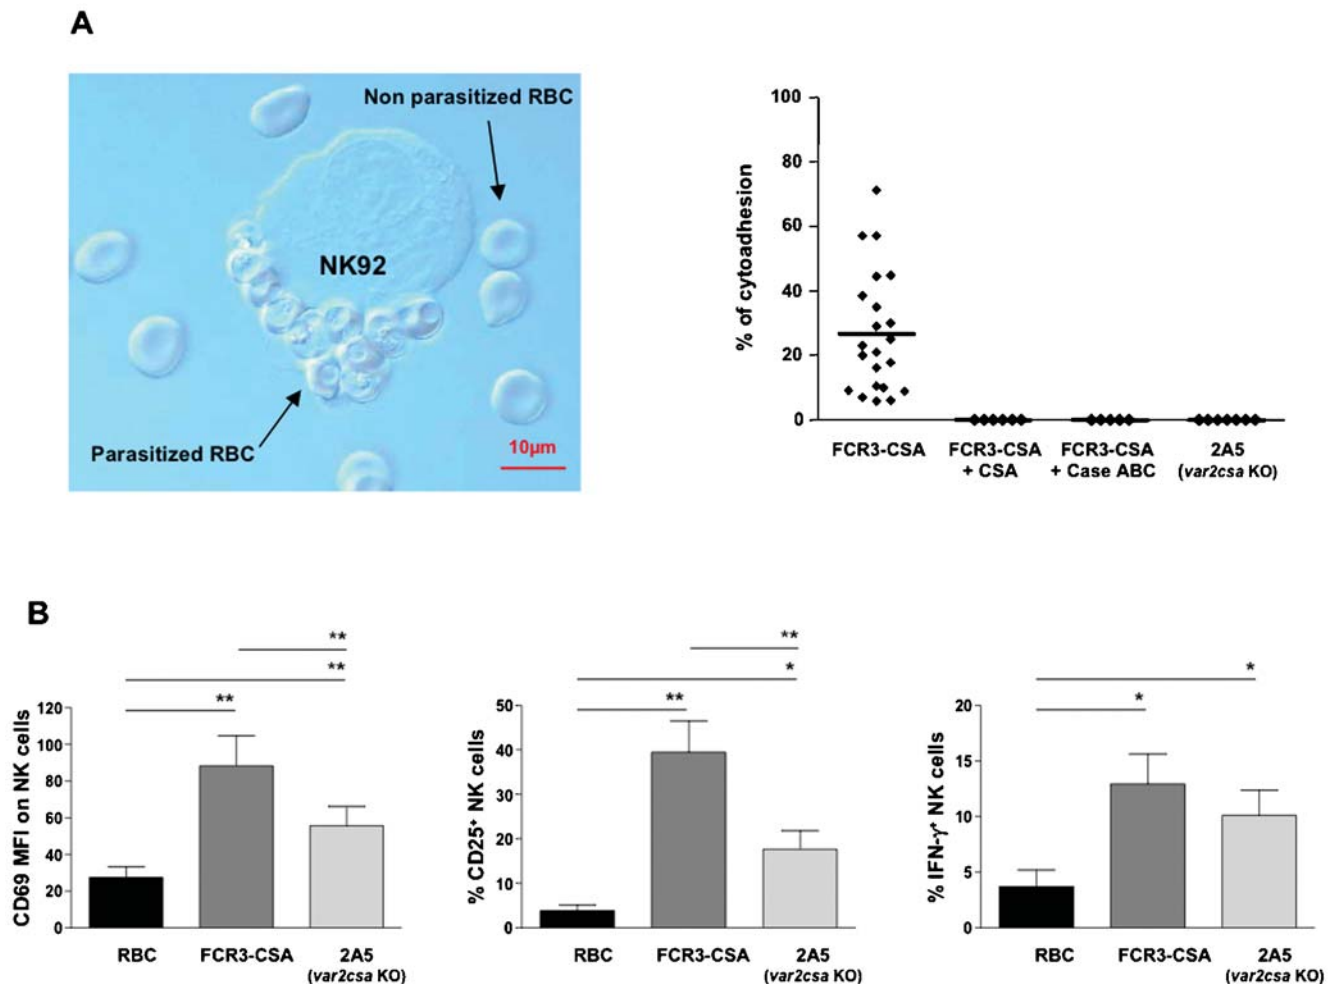 A
Non parasitized RBC
NK92
Parasitized RBC
10µm
% of cytoadhesion
100
80
60
40
20
0
FCR3-CSA
FCR3-CSA
+ CSA
FCR3-CSA
+ Case ABC
2A5
(var2csa KO)
B
CD69 MFI on NK cells
120
100
80
60
40
20
0
**
**
**
RBC
FCR3-CSA
2A5
(var2csa KO)
% CD25⁺ NK cells
50
40
30
20
10
0
**
*
**
RBC
FCR3-CSA
2A5
(var2csa KO)
% IFN-γ⁺ NK cells
20
15
10
5
0
*
*
RBC
FCR3-CSA
2A5
(var2csa KO)